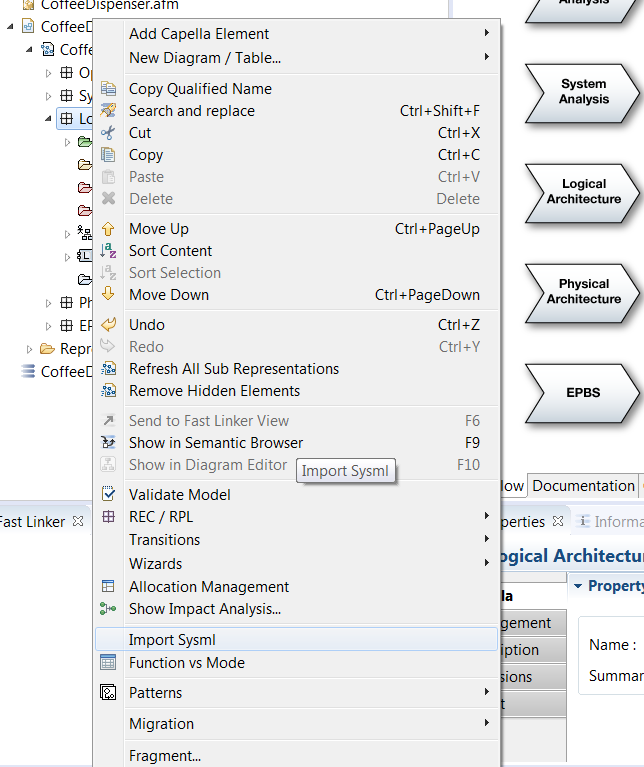 CoffeeDispenser.afm
CoffeeD
Coffe
Op
Sy
Lo
Ph
EP
Repr
CoffeeD
Add Capella Element
New Diagram / Table...
Copy Qualified Name
Search and replace Ctrl+Shift+F
Cut Ctrl+X
Copy Ctrl+C
Paste Ctrl+V
Delete Delete
Move Up Ctrl+PageUp
Sort Content
Sort Selection
Move Down Ctrl+PageDown
Undo Ctrl+Z
Redo Ctrl+Y
Refresh All Sub Representations
Remove Hidden Elements
Send to Fast Linker View F6
Show in Semantic Browser F9
Show in Diagram Editor F10
Import Sysml
Validate Model
REC / RPL
Transitions
Wizards
Allocation Management
Show Impact Analysis...
Import Sysml
Function vs Mode
Patterns
Migration
Fragment...
Analysis
System
Analysis
Logical
Architecture
Physical
Architecture
EPBS
low Documentation
Fast Linker
perties Informa
ogical Architectu
la
gement
ription
sions
t
Property
Name :
Summar